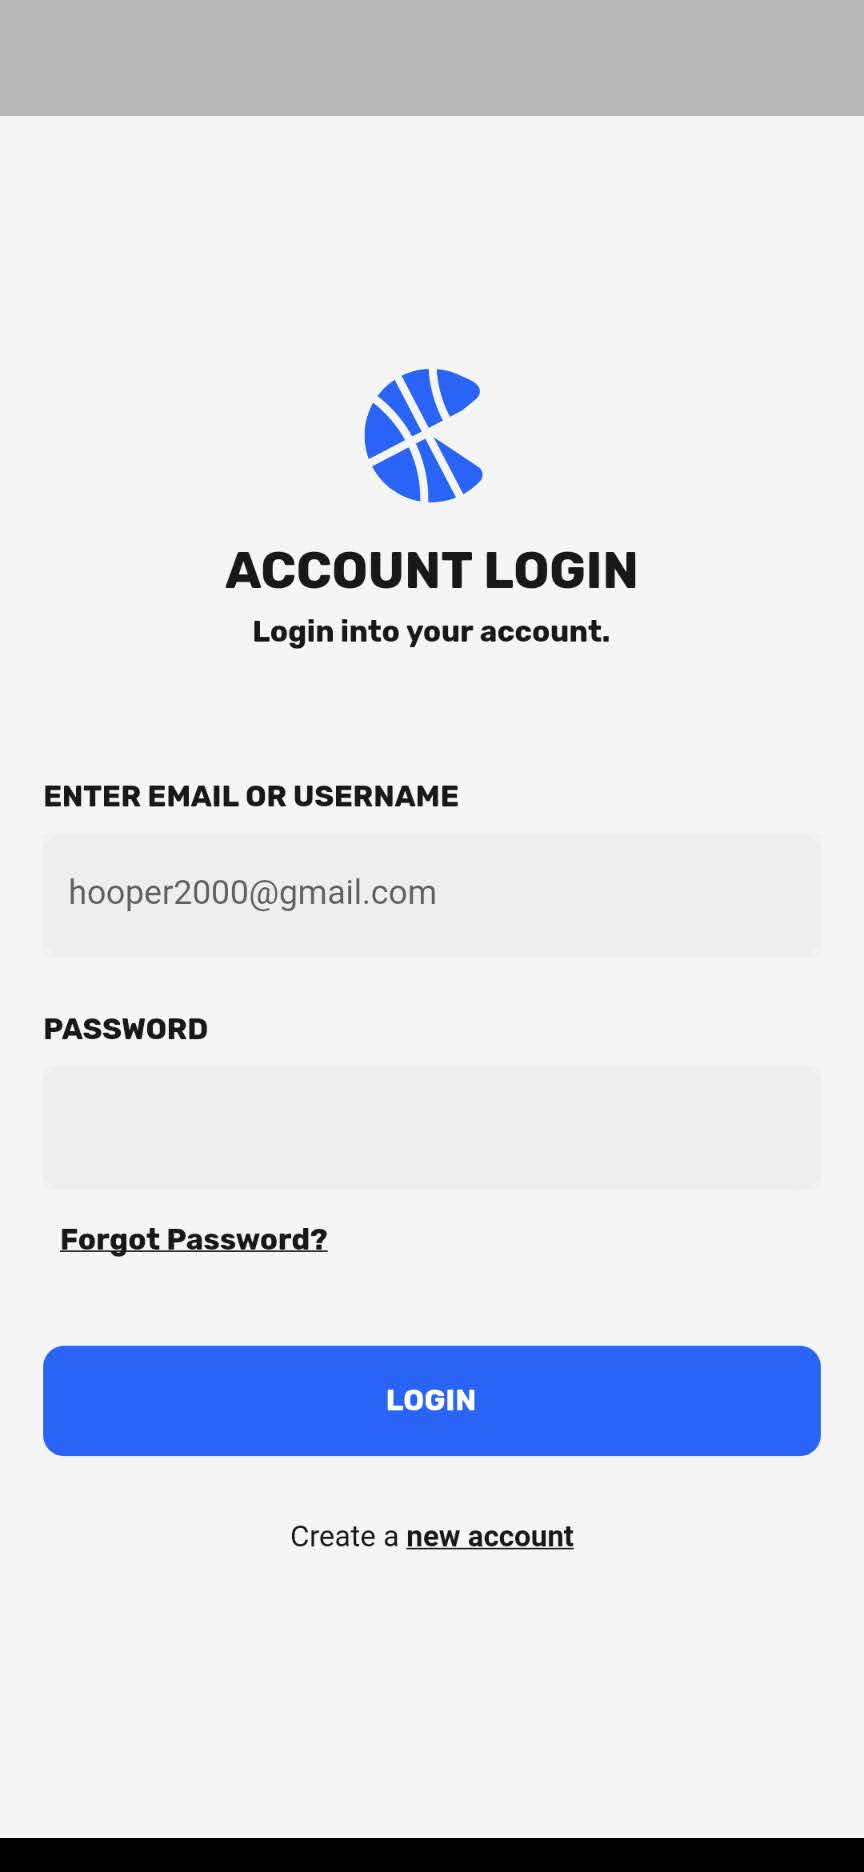 ACCOUNT LOGIN
Login into your account.
ENTER EMAIL OR USERNAME
hooper2000@gmail.com
PASSWORD
Forgot Password?
LOGIN
Create a new account